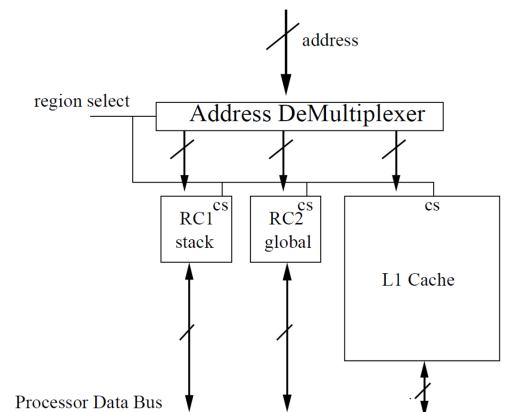 address
region select
Address DeMultiplexer
cs
cs
cs
RC1
stack
RC2
global
L1 Cache
Processor Data Bus